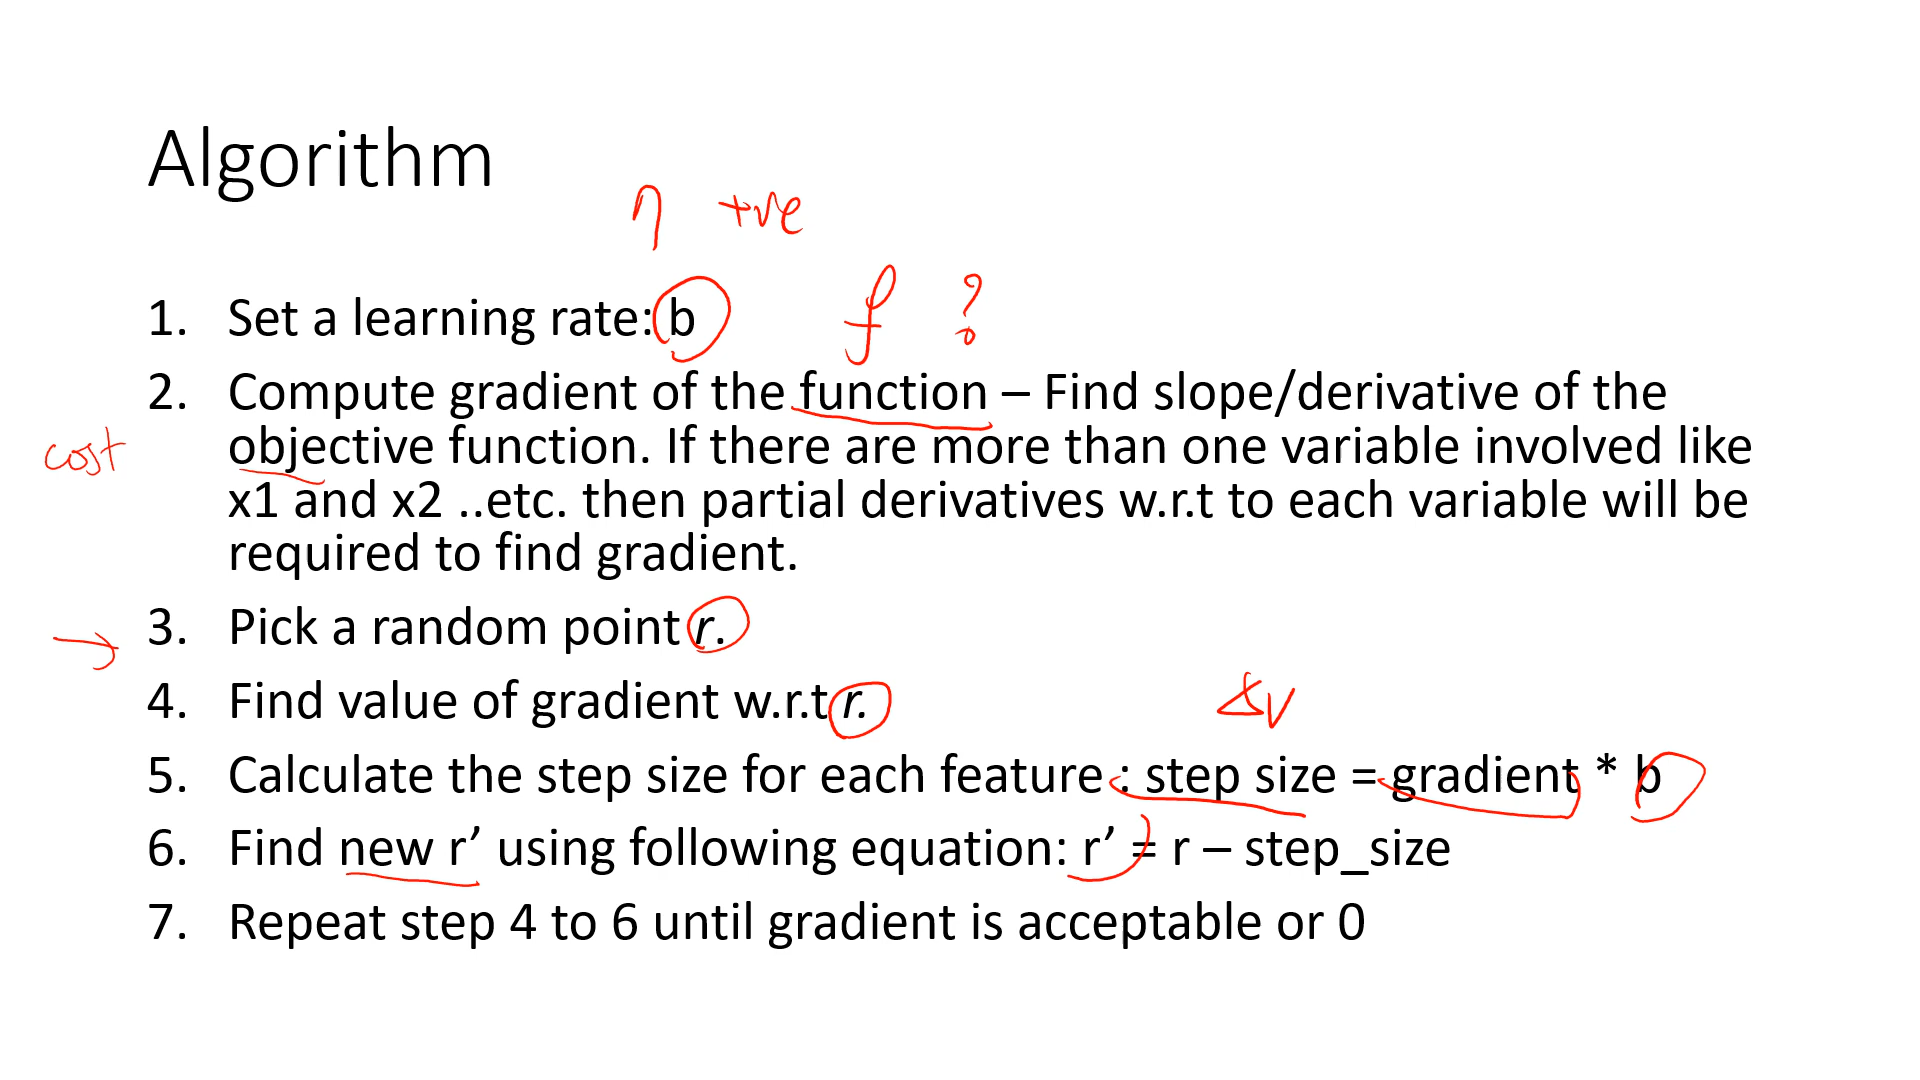 Algorithm
η +ve
1. Set a learning rate: b
f ?
2. Compute gradient of the function – Find slope/derivative of the
cost
objective function. If there are more than one variable involved like
x1 and x2 ..etc. then partial derivatives w.r.t to each variable will be
required to find gradient.
3. Pick a random point r.
4. Find value of gradient w.r.t r.
Δv
5. Calculate the step size for each feature : step size = gradient * b
6. Find new r’ using following equation: r’ = r – step_size
7. Repeat step 4 to 6 until gradient is acceptable or 0